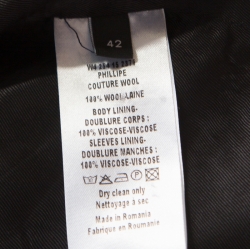 42
PHILLIPE
COUTURE WOOL
100% WOOL-LAINE
BODY LINING-
DOUBLURE CORPS :
100% VISCOSE-VISCOSE
SLEEVES LINING-
DOUBLURE MANCHES :
100% VISCOSE-VISCOSE
Dry clean only
Nettoyage a sec
Made in Romania
Fabrique en Roumanie